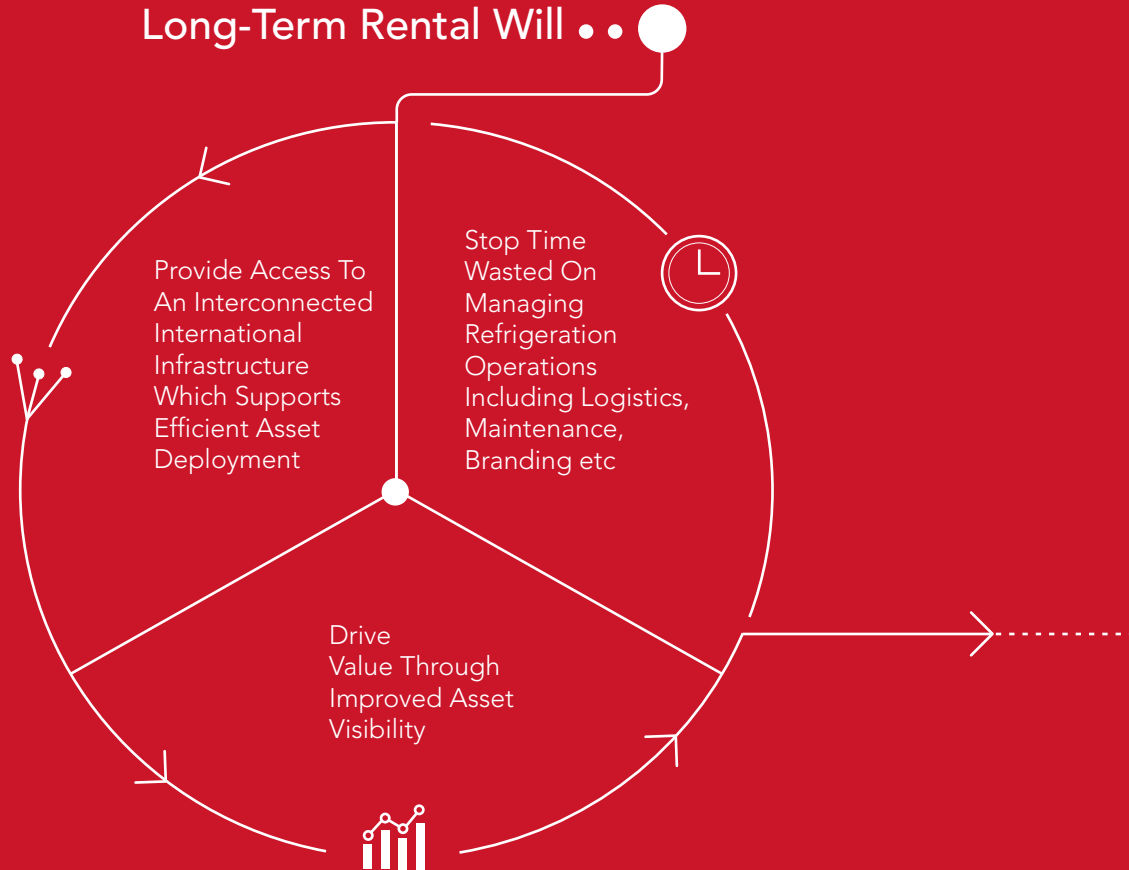 Long-Term Rental Will
Provide Access To
An Interconnected
International
Infrastructure
Which Supports
Efficient Asset
Deployment
Stop Time
Wasted On
Managing
Refrigeration
Operations
Including Logistics,
Maintenance,
Branding etc
Drive
Value Through
Improved Asset
Visibility